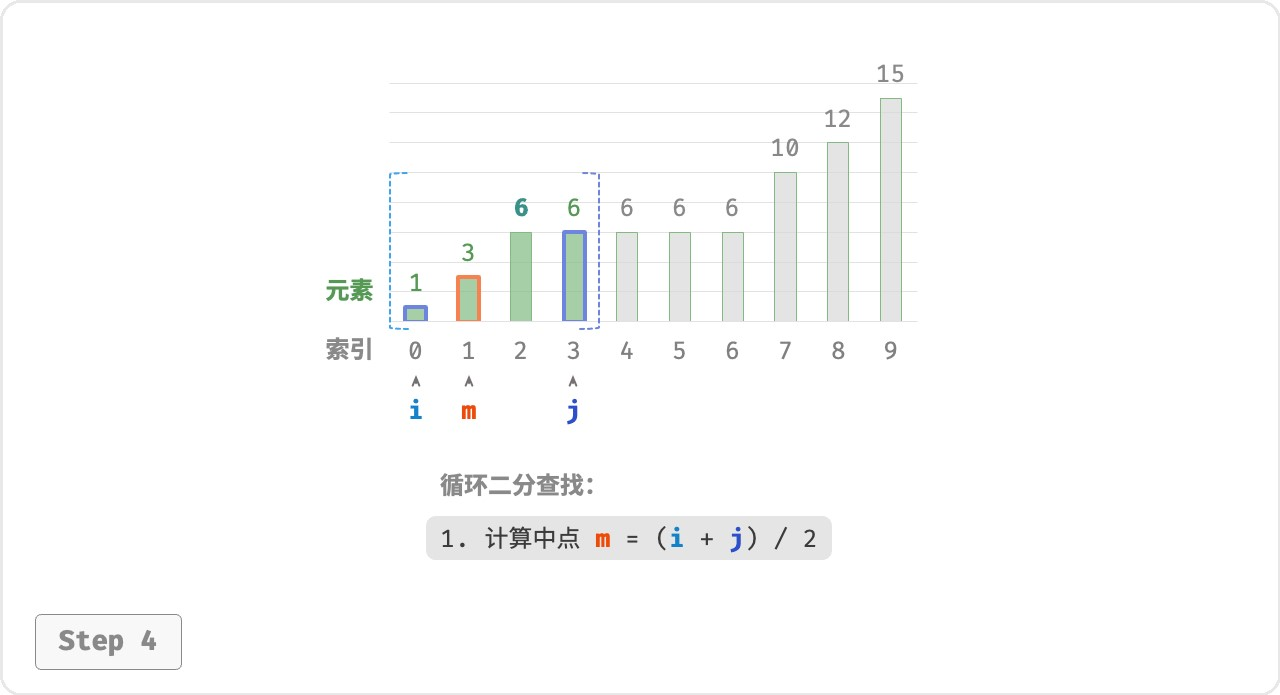 15
12
10
6 6 6 6 6
3
1
元素
索引 0 1 2 3 4 5 6 7 8 9
^ ^ ^
i m j
循环二分查找：
1. 计算中点 m = (i + j) / 2
Step 4